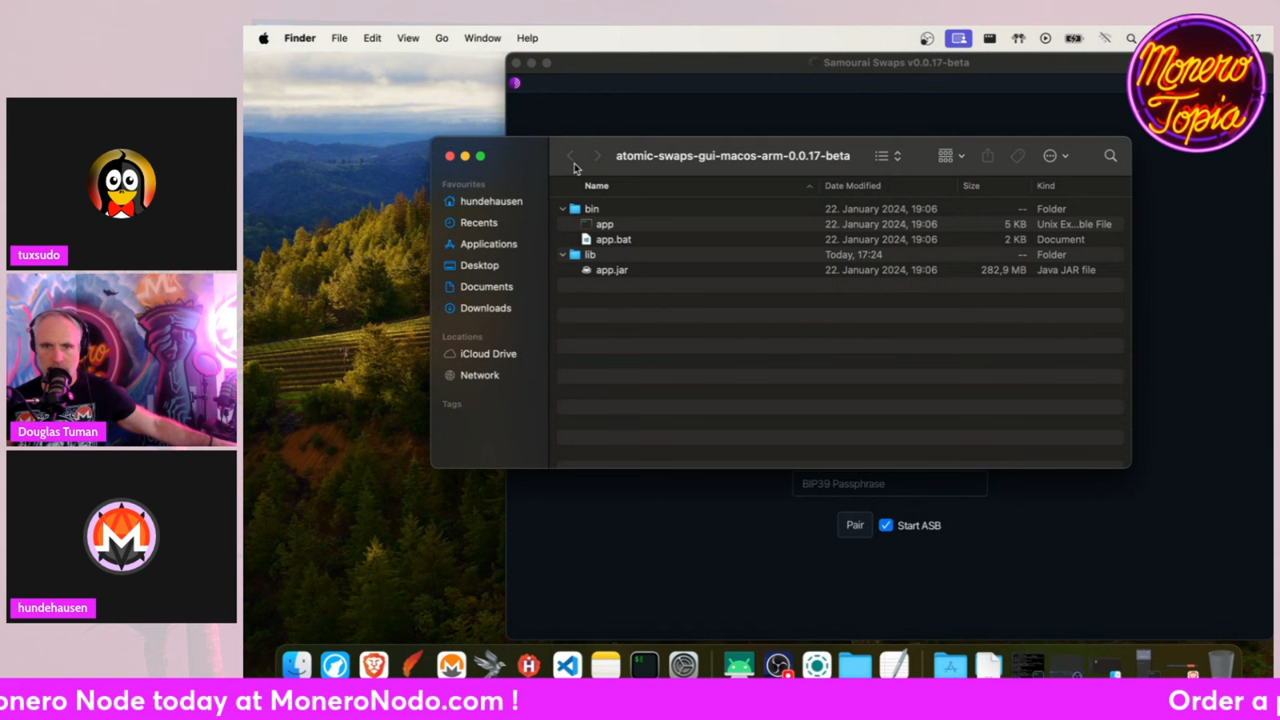 Finder File Edit View Go Window Help
17
Samourai Swaps v0.0.17-beta
Monero
Topia
atomic-swaps-gui-macos-arm-0.0.17-beta
Favourites
hundehausen
Recents
Applications
Desktop
Documents
Downloads
Locations
iCloud Drive
Network
Tags
Name Date Modified Size Kind
bin 22. January 2024, 19:06 -- Folder
app 22. January 2024, 19:06 5 KB Unix Ex...ble File
app.bat 22. January 2024, 19:06 2 KB Document
lib Today, 17:24 -- Folder
app.jar 22. January 2024, 19:06 282,9 MB Java JAR file
BIP39 Passphrase
Pair Start ASB
tuxsudo
Douglas Tuman
hundehausen
onero Node today at MoneroNodo.com ! Order a p